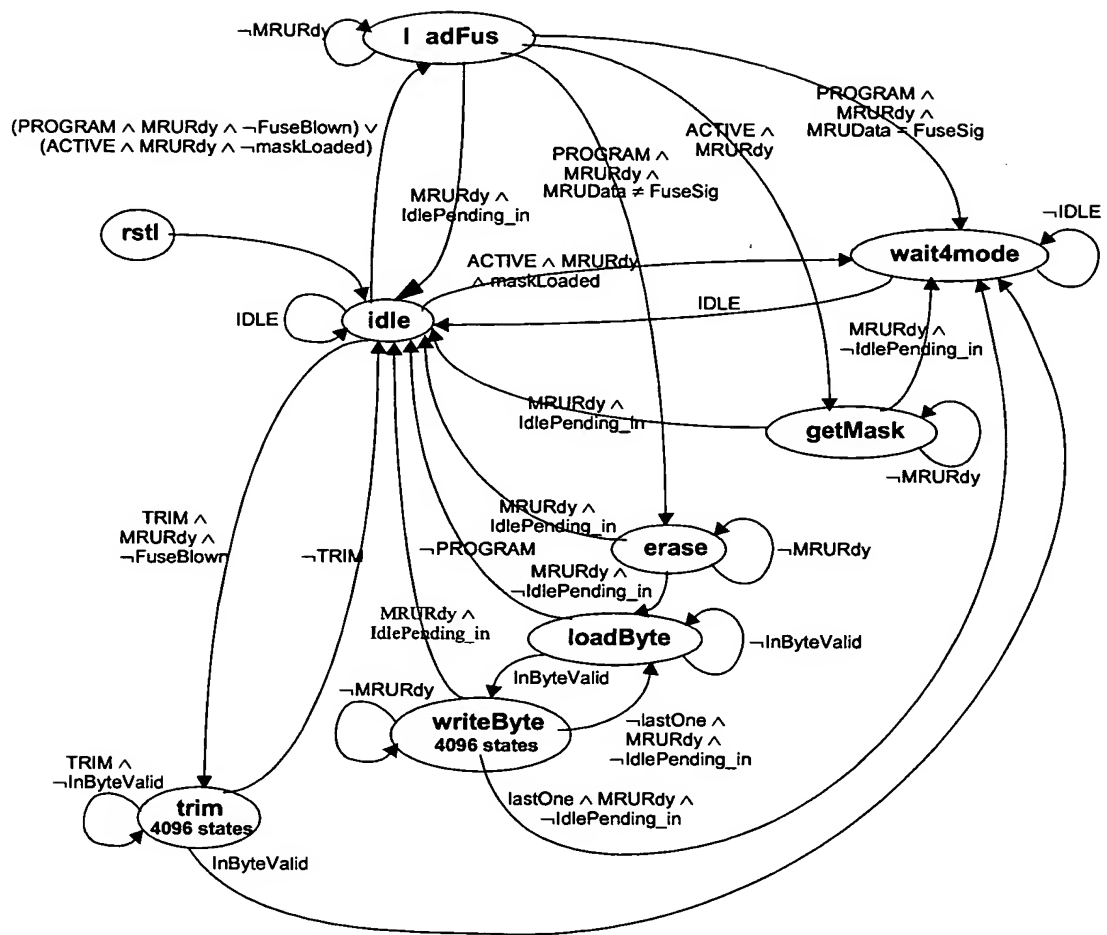 ¬MRURdy
l adFus
(PROGRAM ∧ MRURdy ∧ ¬FuseBlown) ∨
(ACTIVE ∧ MRURdy ∧ ¬maskLoaded)
PROGRAM ∧
MRURdy ∧
MRUData = FuseSig
ACTIVE ∧
MRURdy
PROGRAM ∧
MRURdy ∧
MRUData ≠ FuseSig
MRURdy ∧
IdlePending_in
rstl
¬IDLE
wait4mode
ACTIVE ∧ MRURdy
∧ maskLoaded
IDLE
IDLE
idle
MRURdy ∧
¬IdlePending_in
MRURdy ∧
IdlePending_in
getMask
¬MRURdy
TRIM ∧
MRURdy ∧
¬FuseBlown
¬TRIM
MRURdy ∧
IdlePending_in
erase
¬MRURdy
¬PROGRAM
MRURdy ∧
¬IdlePending_in
MRURdy ∧
IdlePending_in
loadByte
¬InByteValid
InByteValid
¬MRURdy
writeByte
4096 states
¬lastOne ∧
MRURdy ∧
¬IdlePending_in
TRIM ∧
¬InByteValid
trim
4096 states
lastOne ∧ MRURdy ∧
¬IdlePending_in
InByteValid